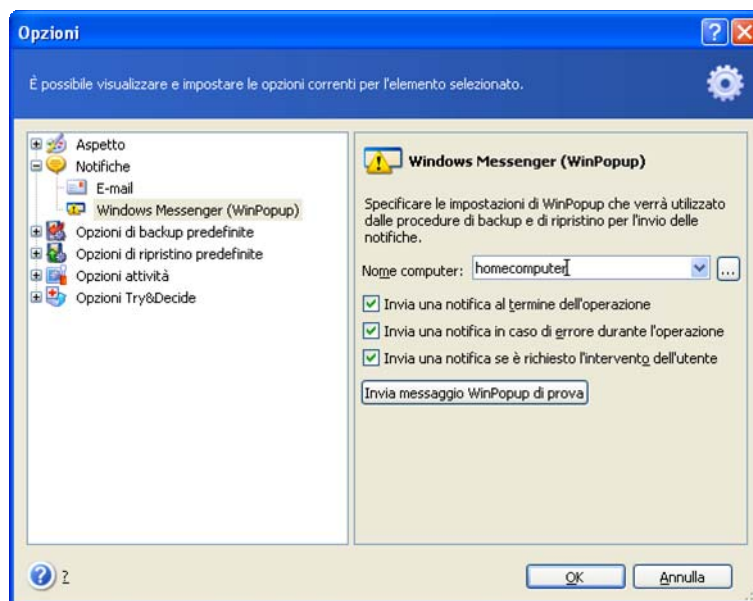 Opzioni
È possibile visualizzare e impostare le opzioni correnti per l'elemento selezionato.
Aspetto
Notifiche
E-mail
Windows Messenger (WinPopup)
Opzioni di backup predefinite
Opzioni di ripristino predefinite
Opzioni attività
Opzioni Try&Decide
Windows Messenger (WinPopup)
Specificare le impostazioni di WinPopup che verrà utilizzato
dalle procedure di backup e di ripristino per l'invio delle
notifiche.
Nome computer: homecomputer
...
Invia una notifica al termine dell'operazione
Invia una notifica in caso di errore durante l'operazione
Invia una notifica se è richiesto l'intervento dell'utente
Invia messaggio WinPopup di prova
?
OK
Annulla